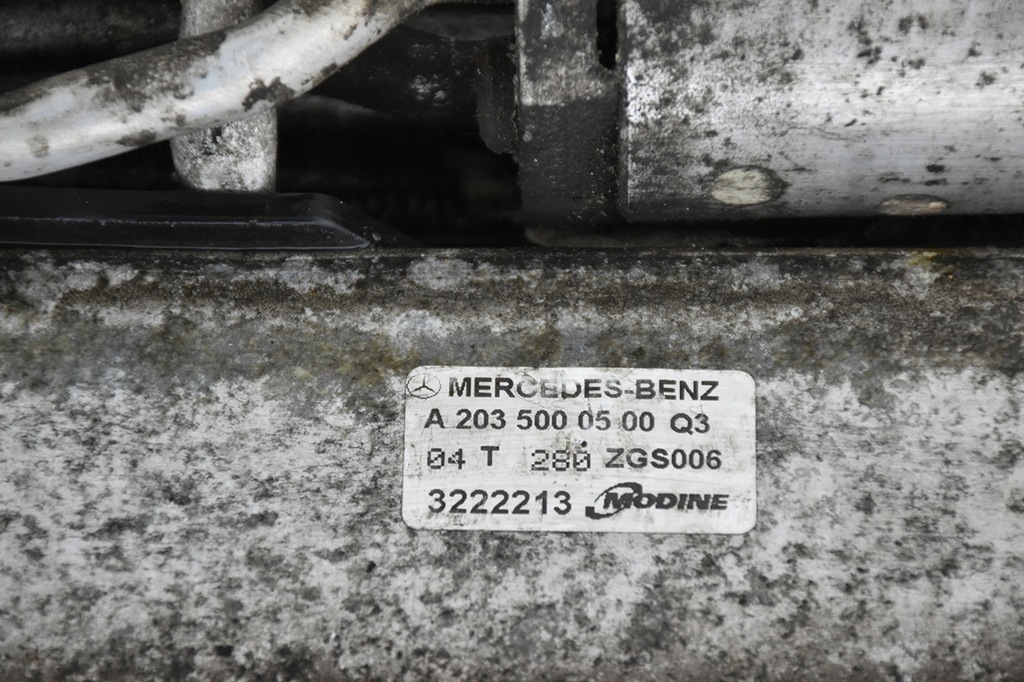 MERCEDES-BENZ
A 203 500 05 00 Q3
04 T 280 ZGS006
3222213 MODINE